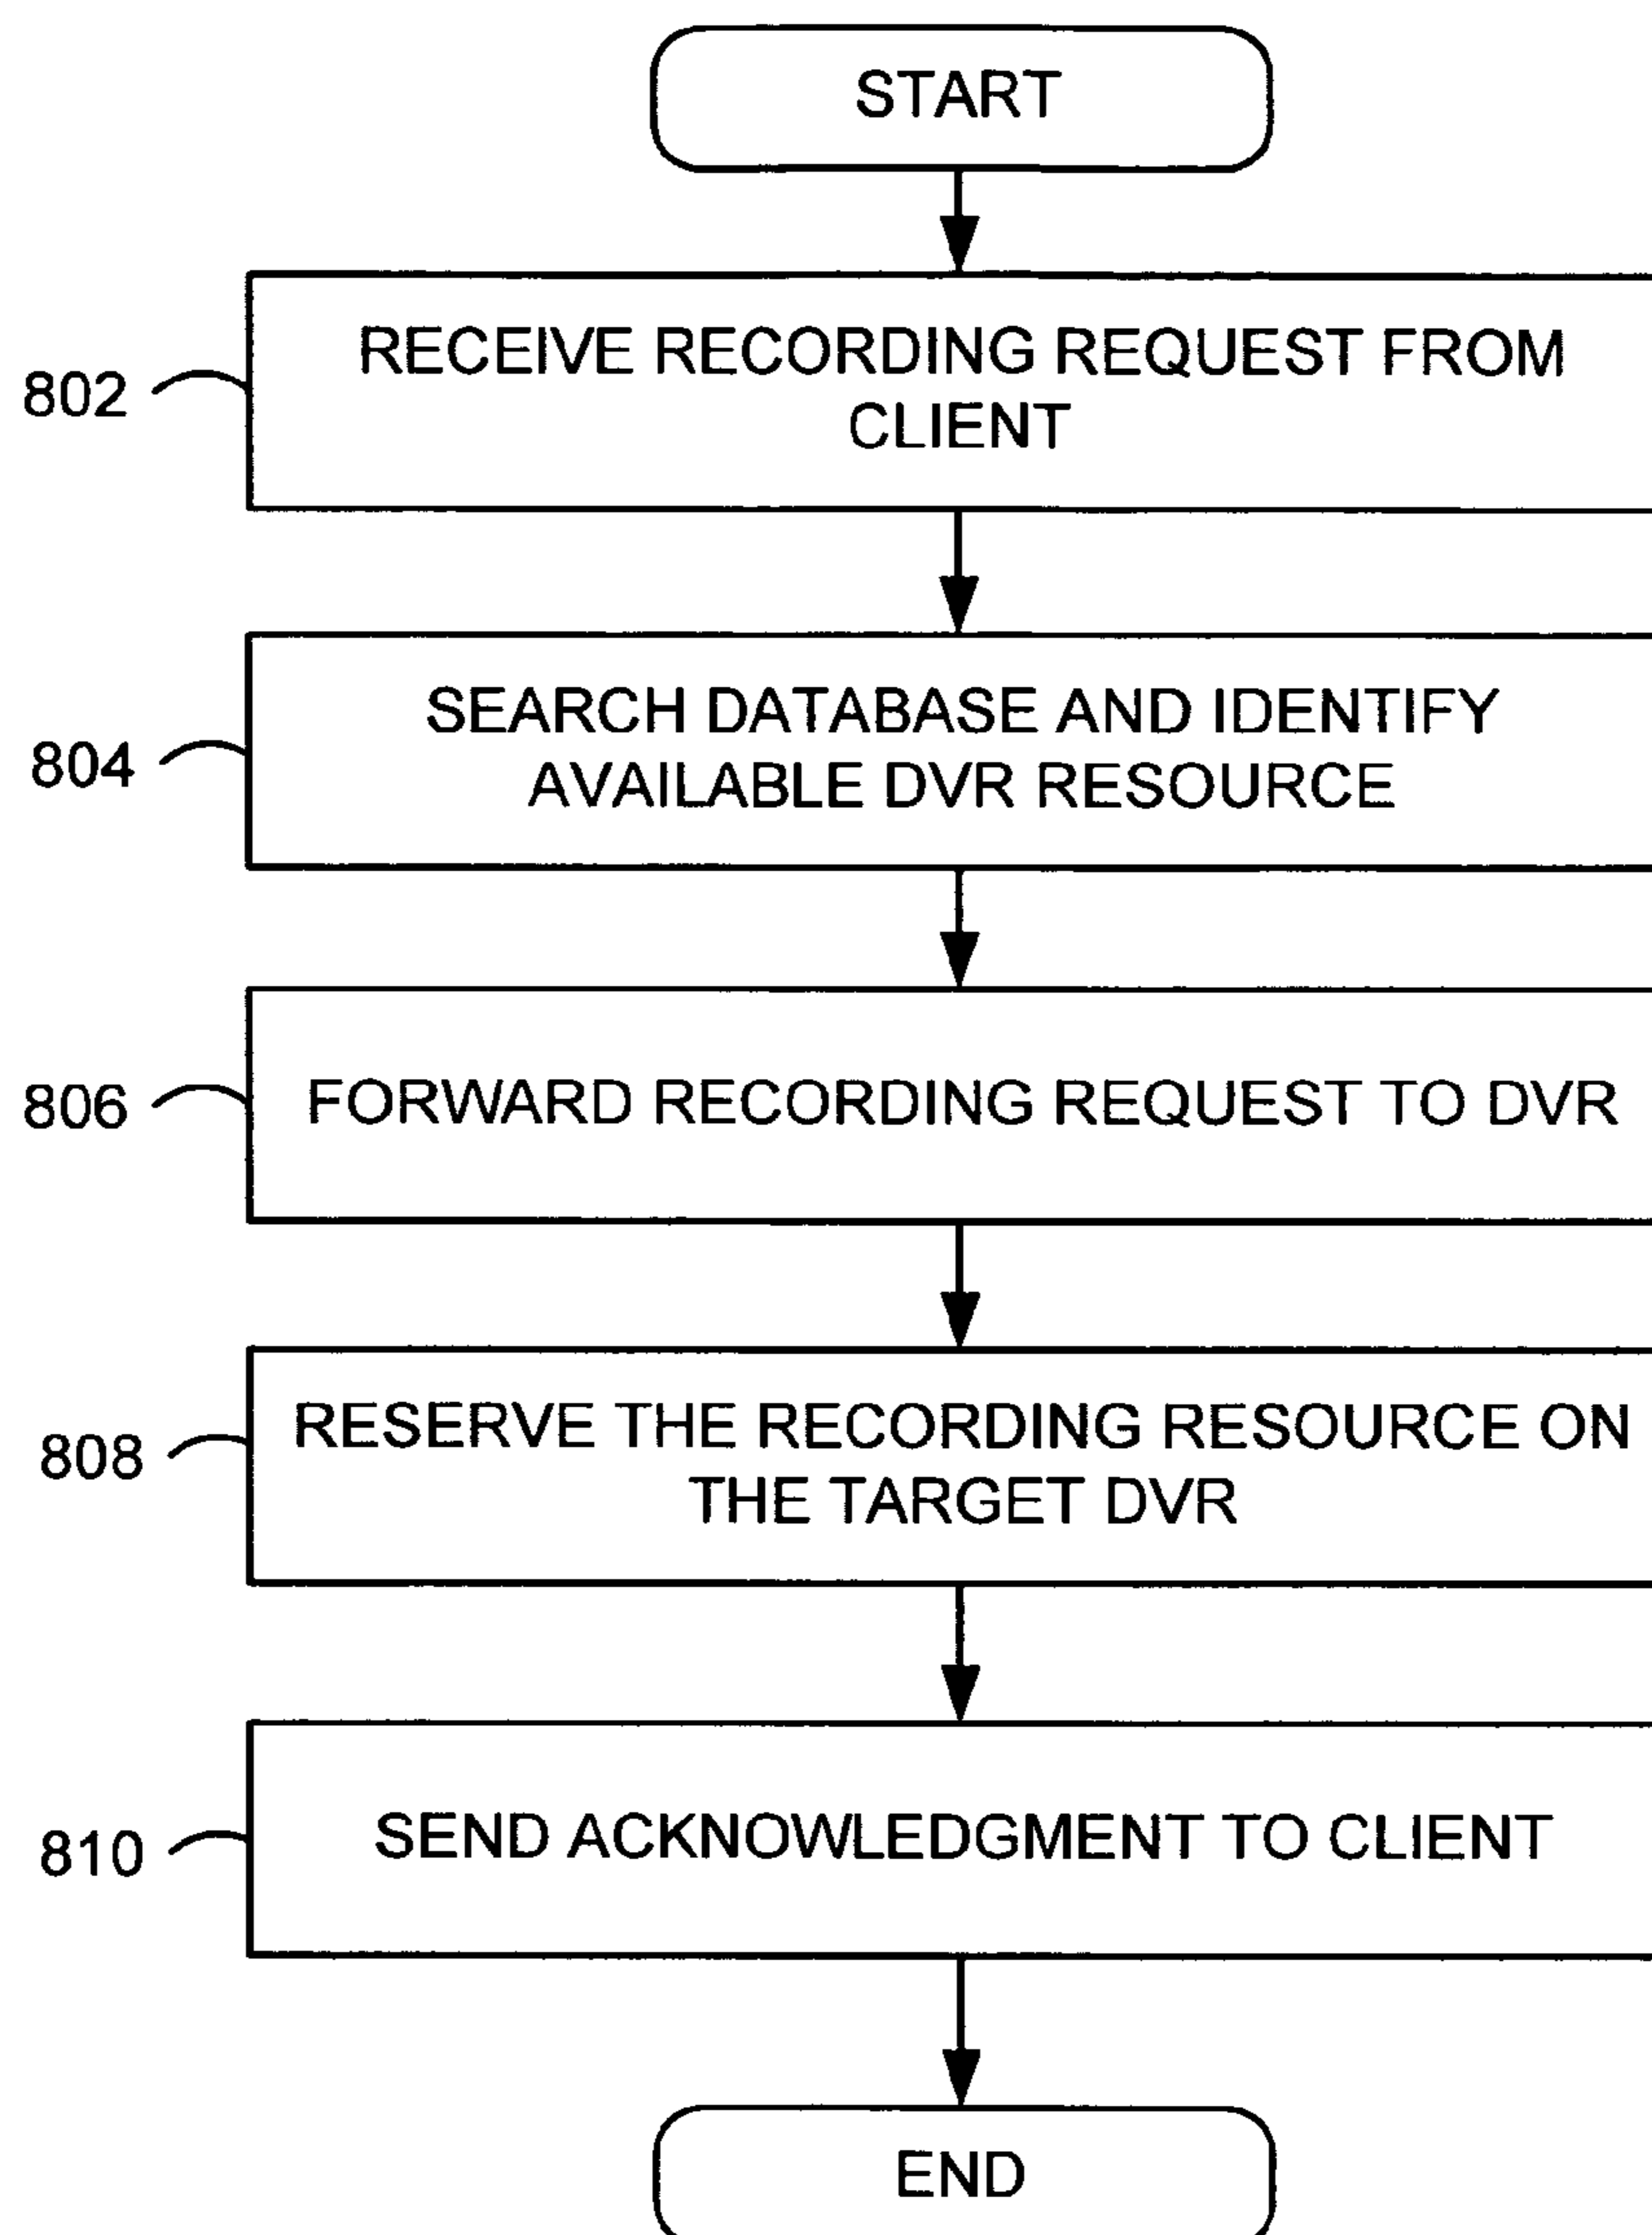 START
RECEIVE RECORDING REQUEST FROM
CLIENT
802
SEARCH DATABASE AND IDENTIFY
AVAILABLE DVR RESOURCE
804
806
FORWARD RECORDING REQUEST TO DVR
RESERVE THE RECORDING RESOURCE ON
THE TARGET DVR
808
810
SEND ACKNOWLEDGMENT TO CLIENT
END